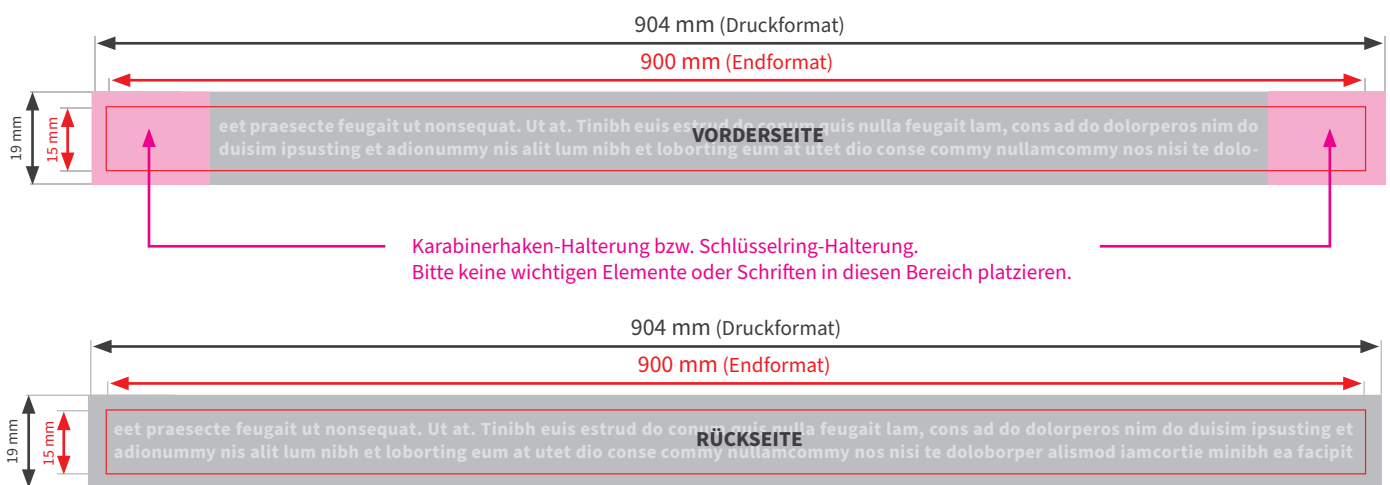 904 mm (Druckformat)
900 mm (Endformat)
19 mm
15 mm
eet praesecte feugait ut nonsequat. Ut at. Tinibh euis estrud do quis nulla feugait lam, cons ad do dolorperos nim do
VORDERSEITE
duisim ipsusting et adionummy nis alit lum nibh et loborting eum at utet dio conse commy nullamcommy nos nisi te dolo-
Karabinerhaken-Halterung bzw. Schlüsselring-Halterung.
Bitte keine wichtigen Elemente oder Schriften in diesen Bereich platzieren.
904 mm (Druckformat)
900 mm (Endformat)
19 mm
15 mm
eet praesecte feugait ut nonsequat. Ut at. Tnibh euis estrud do quis nulla feugait lam, cons ad do dolorperos nim do duisim ipsusting et
RÜCKSEITE
adionummy nis alit lum nibh et loborting eum at utet dio conse commy nullamcommy nos nisi te doloborper alismod iamcortie minibh ea facipit